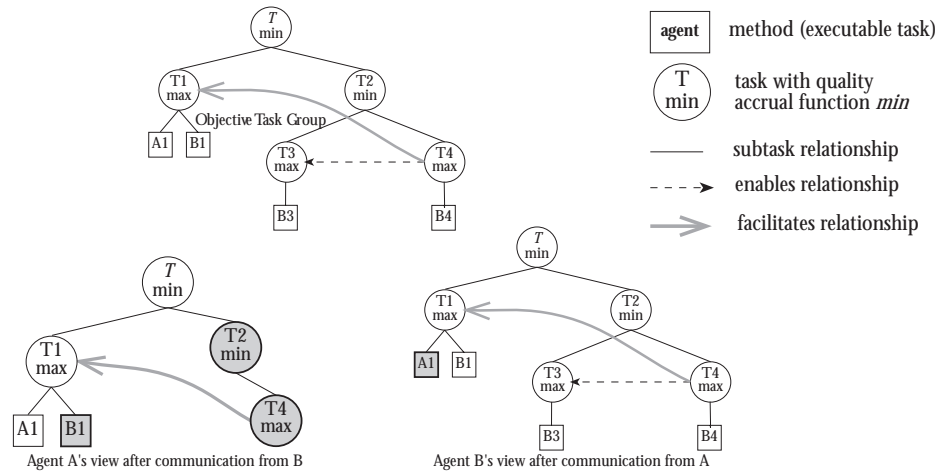 T
min
T1
max
T2
min
Objective Task Group
A1
B1
T3
max
T4
max
B3
B4
agent
method (executable task)
T
min
task with quality
accrual function min
subtask relationship
enables relationship
facilitates relationship
T
min
T1
max
T2
min
A1
B1
T4
max
Agent A's view after communication from B
T
min
T1
max
T2
min
A1
B1
T3
max
T4
max
B3
B4
Agent B's view after communication from A